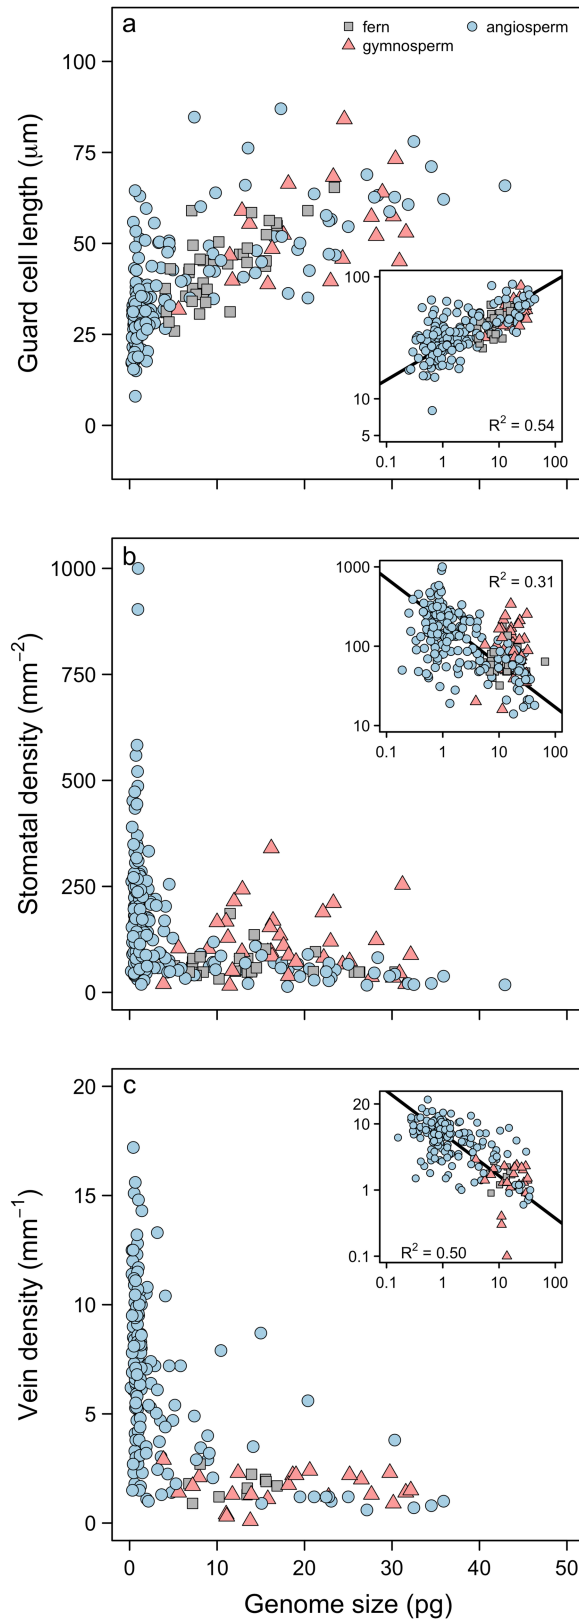 a
fern
angiosperm
gymnosperm
100
75
50
25
0
Guard cell length (μm)
100
10
5
0.1 1 10 100
R² = 0.54
b
1000
750
500
250
0
Stomatal density (mm⁻²)
1000
100
10
0.1 1 10 100
R² = 0.31
c
20
15
10
5
0
Vein density (mm⁻¹)
20
10
1
0.1
0.1 1 10 100
R² = 0.50
0 10 20 30 40 50
Genome size (pg)